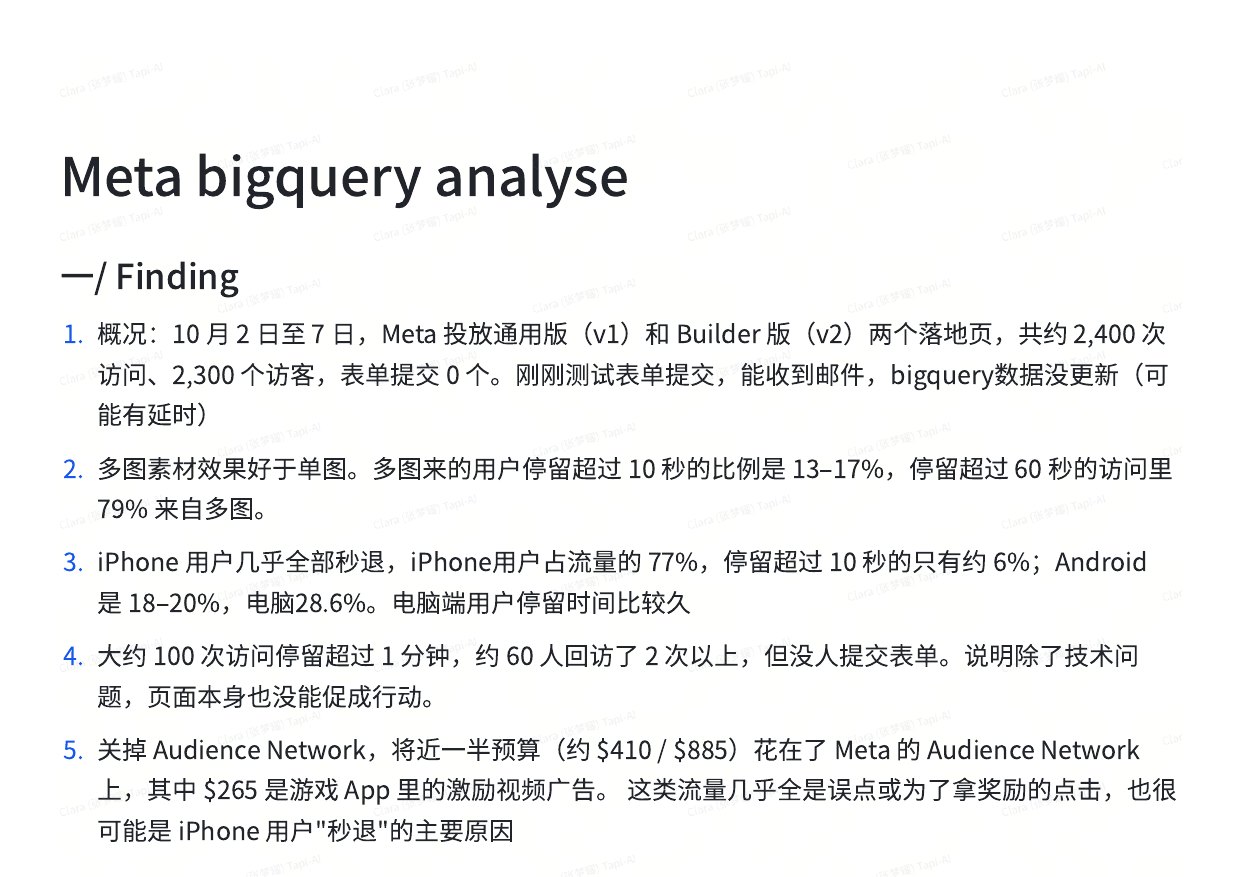 Meta bigquery analyse
一/ Finding
1. 概况：10 月 2 日至 7 日，Meta 投放通用版（v1）和 Builder 版（v2）两个落地页，共约 2,400 次
访问、2,300 个访客，表单提交 0 个。刚刚测试表单提交，能收到邮件，bigquery数据没更新（可
能有延时）
2. 多图素材效果好于单图。多图来的用户停留超过 10 秒的比例是 13–17%，停留超过 60 秒的访问里
79% 来自多图。
3. iPhone 用户几乎全部秒退，iPhone用户占流量的 77%，停留超过 10 秒的只有约 6%；Android
是 18–20%，电脑28.6%。电脑端用户停留时间比较久
4. 大约 100 次访问停留超过 1 分钟，约 60 人回访了 2 次以上，但没人提交表单。说明除了技术问
题，页面本身也没能促成行动。
5. 关掉 Audience Network，将近一半预算（约 $410 / $885）花在了 Meta 的 Audience Network
上，其中 $265 是游戏 App 里的激励视频广告。 这类流量几乎全是误点或为了拿奖励的点击，也很
可能是 iPhone 用户"秒退"的主要原因